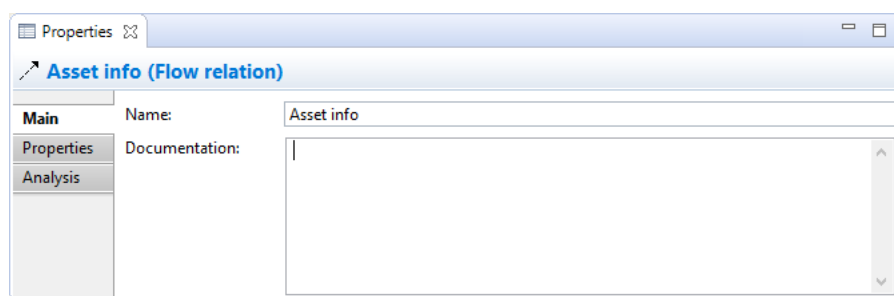 Properties
Asset info (Flow relation)
Main
Name:
Asset info
Properties
Documentation:
Analysis